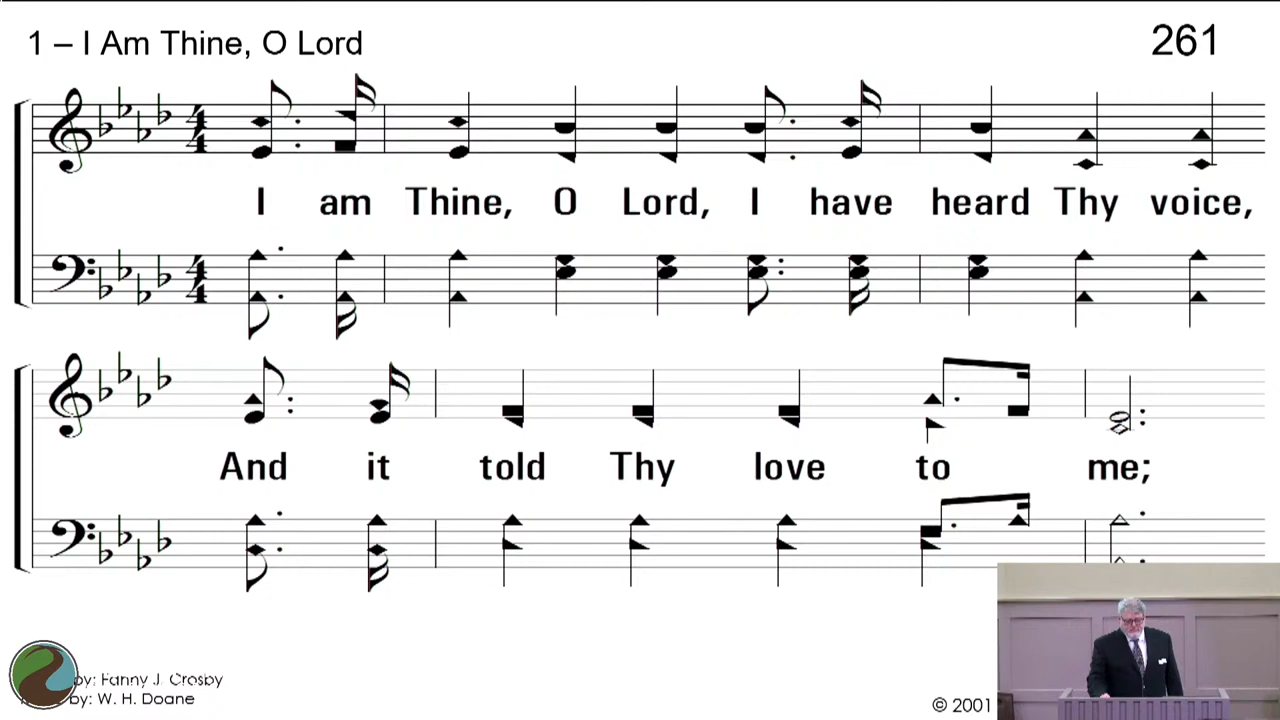 1 – I Am Thine, O Lord
261
I am Thine, O Lord, I have heard Thy voice,
And it told Thy love to me;
by: Fanny J. Crosby
by: W. H. Doane
© 2001